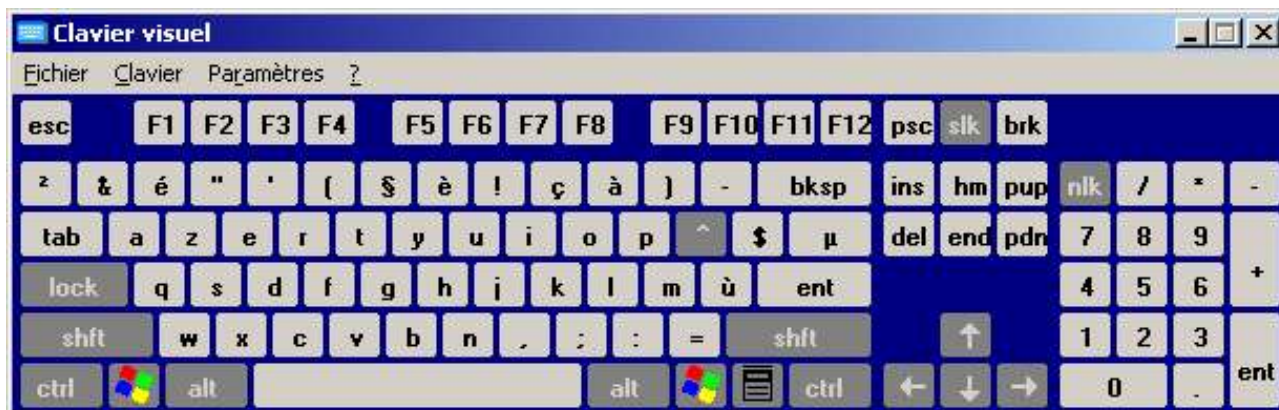 Clavier visuel
Fichier Clavier Paramètres ?
esc F1 F2 F3 F4 F5 F6 F7 F8 F9 F10 F11 F12 psc slk brk
² & é " ' ( § è ! ç à ) - bksp ins hm pup nlk / * -
tab a z e r t y u i o p ^ $ µ del end pdn 7 8 9
lock q s d f g h j k l m ù ent 4 5 6 +
shft w x c v b n , ; : = shft ↑ 1 2 3
ctrl alt alt ctrl ← ↓ → 0 . ent